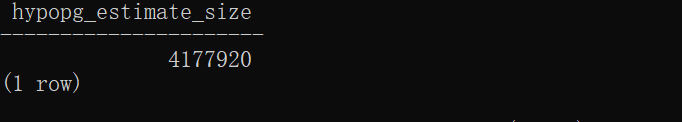 hypopg_estimate_size
----------------------
4177920
(1 row)